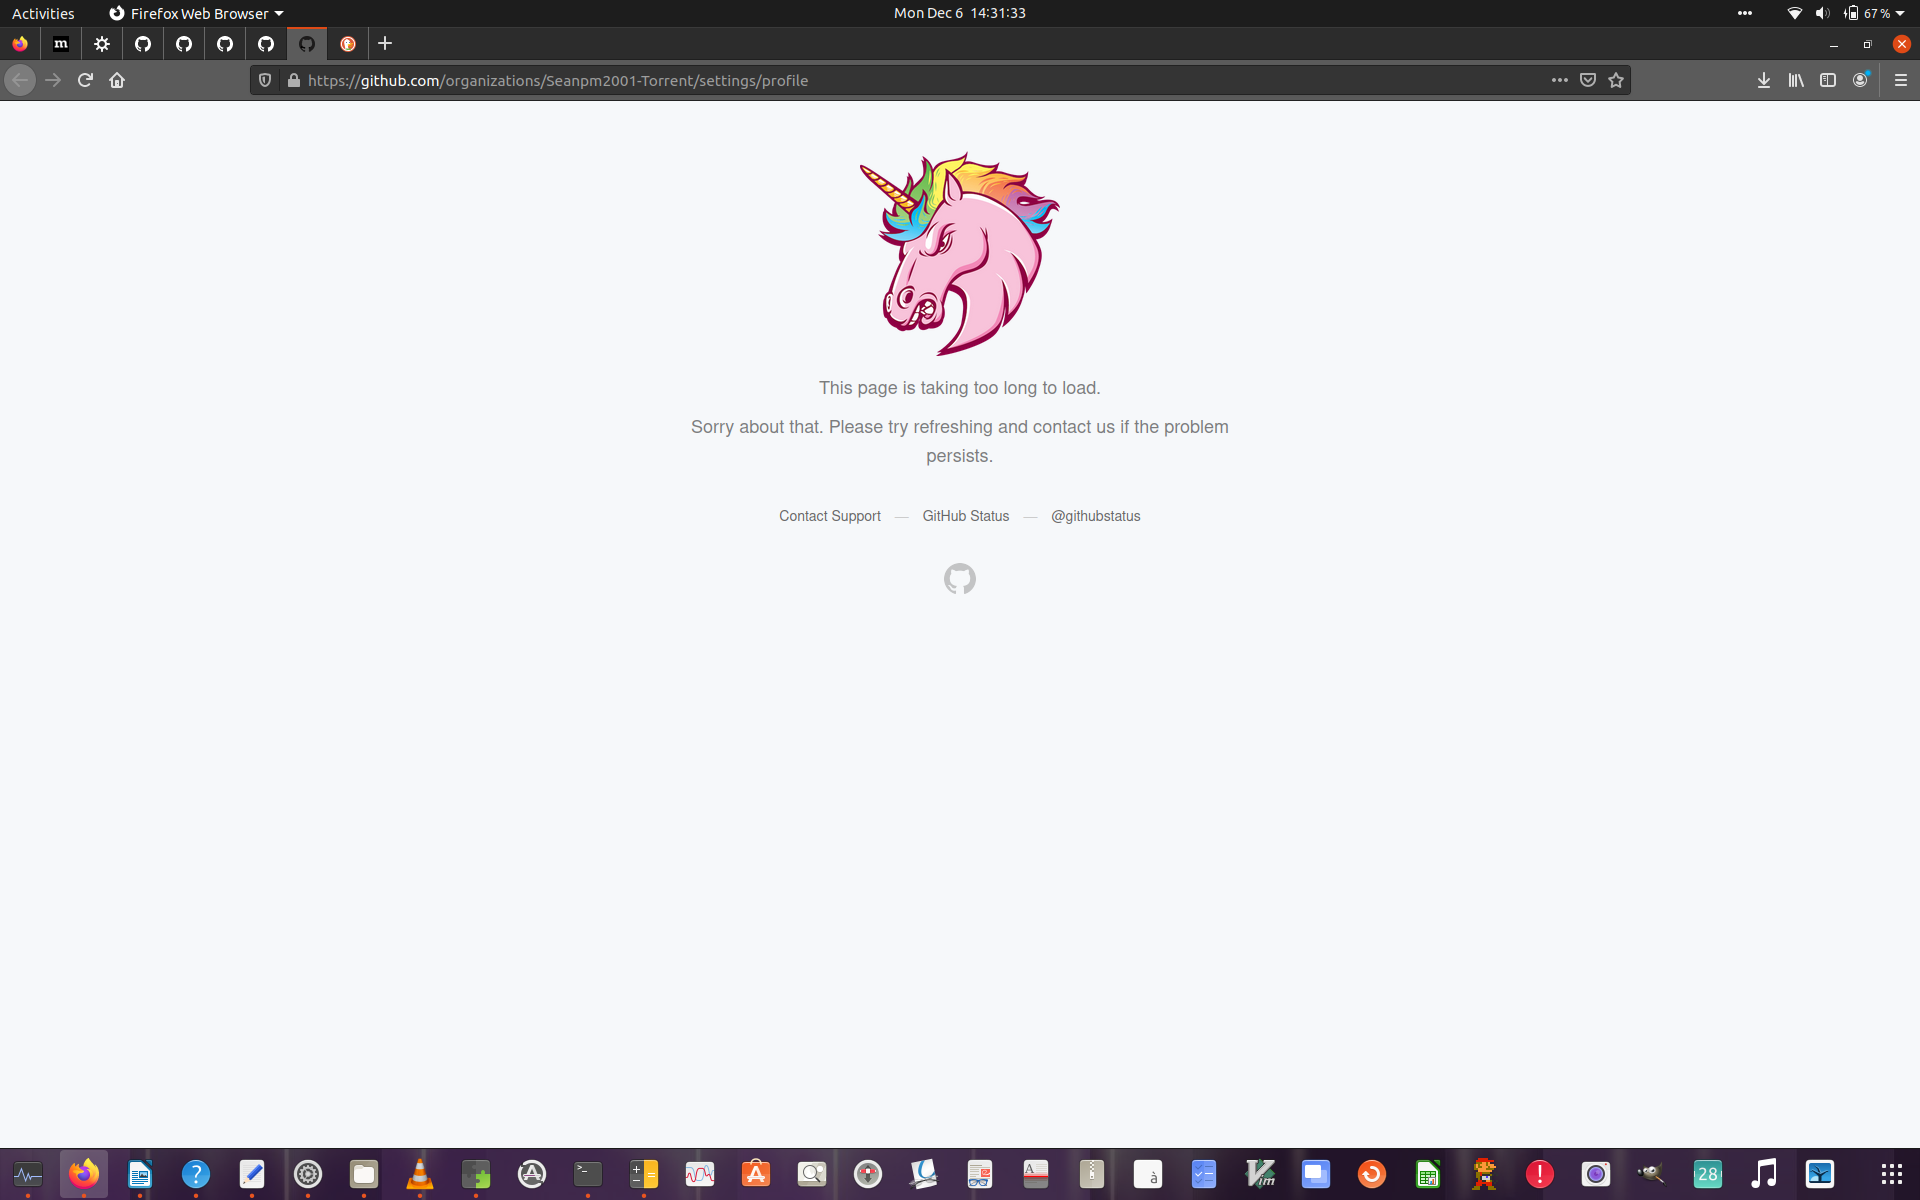 Activities
Firefox Web Browser
Mon Dec 6 14:31:33
67 %
m
https://github.com/organizations/Seanpm2001-Torrent/settings/profile
This page is taking too long to load.
Sorry about that. Please try refreshing and contact us if the problem
persists.
Contact Support — GitHub Status — @githubstatus
?
>_
A
à
Vim
!
28